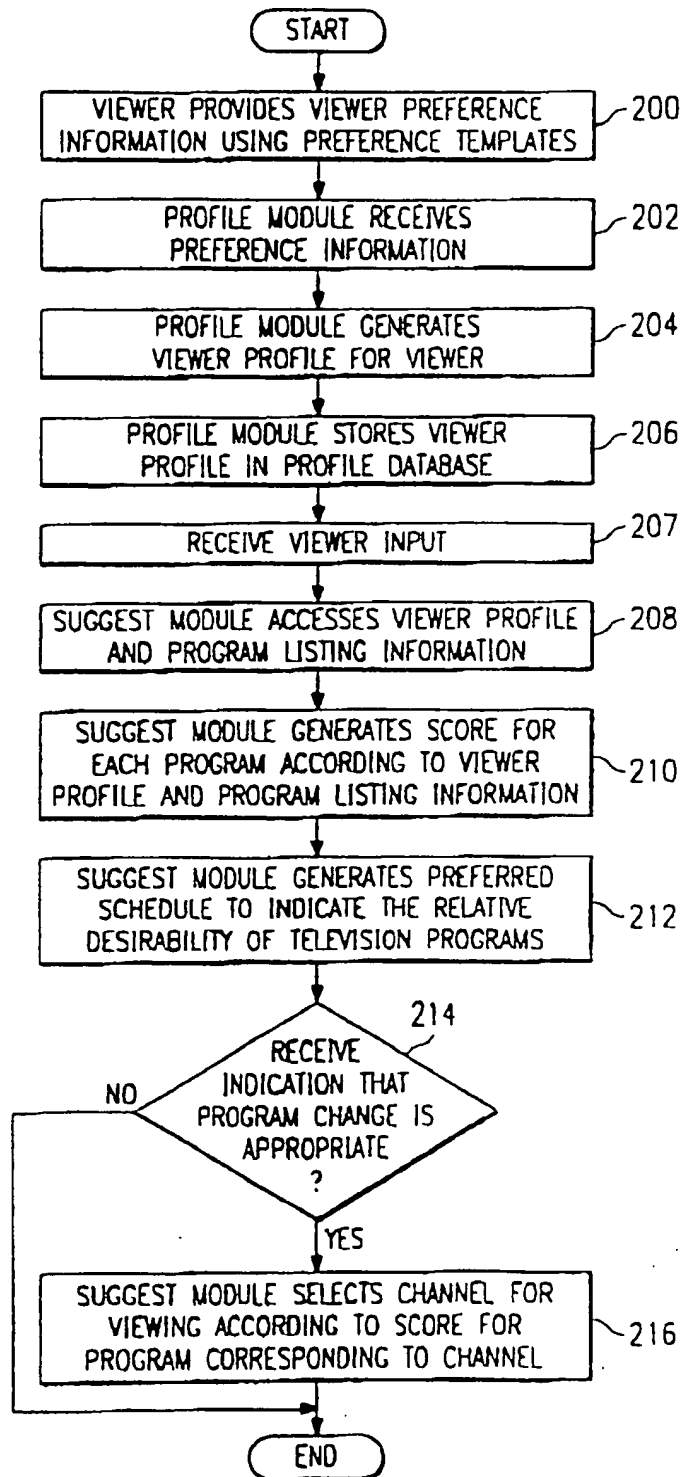 START
VIEWER PROVIDES VIEWER PREFERENCE
INFORMATION USING PREFERENCE TEMPLATES
200
PROFILE MODULE RECEIVES
PREFERENCE INFORMATION
202
PROFILE MODULE GENERATES
VIEWER PROFILE FOR VIEWER
204
PROFILE MODULE STORES VIEWER
PROFILE IN PROFILE DATABASE
206
RECEIVE VIEWER INPUT
207
SUGGEST MODULE ACCESSES VIEWER PROFILE
AND PROGRAM LISTING INFORMATION
208
SUGGEST MODULE GENERATES SCORE FOR
EACH PROGRAM ACCORDING TO VIEWER
PROFILE AND PROGRAM LISTING INFORMATION
210
SUGGEST MODULE GENERATES PREFERRED
SCHEDULE TO INDICATE THE RELATIVE
DESIRABILITY OF TELEVISION PROGRAMS
212
214
RECEIVE
INDICATION THAT
PROGRAM CHANGE IS
APPROPRIATE
?
NO
YES
SUGGEST MODULE SELECTS CHANNEL FOR
VIEWING ACCORDING TO SCORE FOR
PROGRAM CORRESPONDING TO CHANNEL
216
END